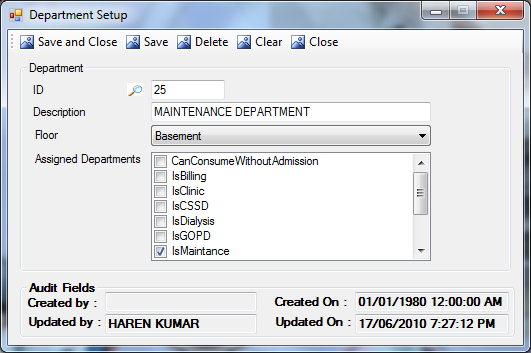 Department Setup
Save and Close Save Delete Clear Close
Department
ID 25
Description MAINTENANCE DEPARTMENT
Floor Basement
Assigned Departments CanConsumeWithoutAdmission
IsBilling
IsClinic
IsCSSD
IsDialysis
IsGOPD
IsMaintance
Audit Fields
Created by : Created On : 01/01/1980 12:00:00 AM
Updated by : HAREN KUMAR Updated On : 17/06/2010 7:27:12 PM